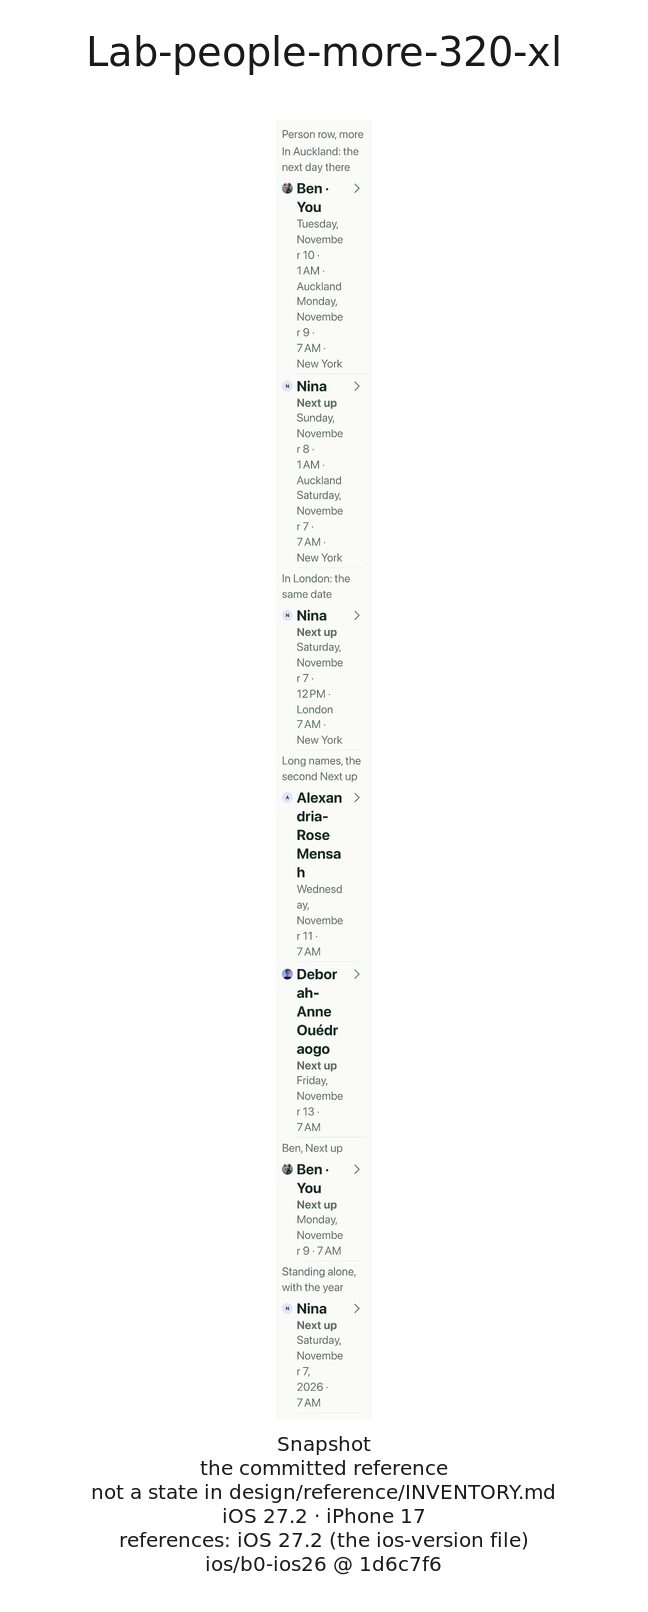 Lab-people-more-320-xl
Person row, more
In Auckland: the
next day there
Ben ·
You
Tuesday,
Novembe
r 10 ·
1 AM ·
Auckland
Monday,
Novembe
r 9 ·
7 AM ·
New York
N
Nina
Next up
Sunday,
Novembe
r 8 ·
1 AM ·
Auckland
Saturday,
Novembe
r 7 ·
7 AM ·
New York
In London: the
same date
N
Nina
Next up
Saturday,
Novembe
r 7 ·
12 PM ·
London
7 AM ·
New York
Long names, the
second Next up
A
Alexan
dria-
Rose
Mensa
h
Wednesd
ay,
Novembe
r 11 ·
7 AM
Debor
ah-
Anne
Ouédr
aogo
Next up
Friday,
Novembe
r 13 ·
7 AM
Ben, Next up
Ben ·
You
Next up
Monday,
Novembe
r 9 · 7 AM
Standing alone,
with the year
N
Nina
Next up
Saturday,
Novembe
r 7,
2026 ·
7 AM
Snapshot
the committed reference
not a state in design/reference/INVENTORY.md
iOS 27.2 · iPhone 17
references: iOS 27.2 (the ios-version file)
ios/b0-ios26 @ 1d6c7f6